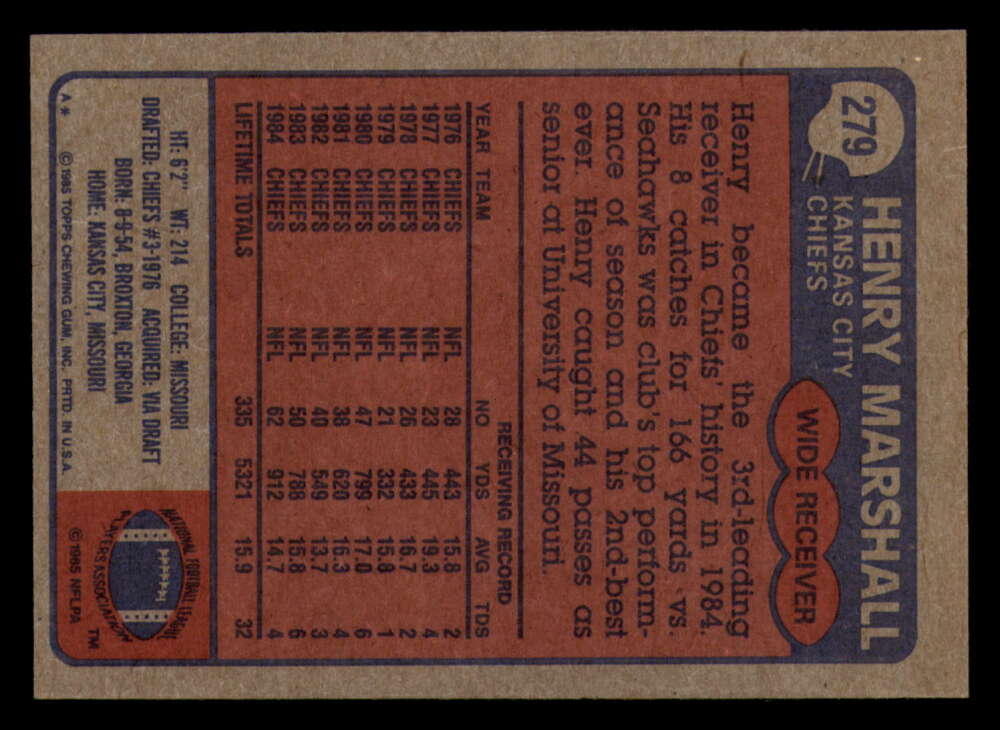 279
HENRY MARSHALL
KANSAS CITY
CHIEFS
WIDE RECEIVER
Henry became the 3rd-leading
receiver in Chiefs' history in 1984.
His 8 catches for 166 yards vs.
Seahawks was club's top perform-
ance of season and his 2nd-best
ever. Henry caught 44 passes as
senior at University of Missouri.
RECEIVING RECORD
YEAR TEAM NO YDS AVG TDS
1976 CHIEFS NFL 28 443 15.8 2
1977 CHIEFS NFL 23 445 19.3 4
1978 CHIEFS NFL 26 433 16.7 2
1979 CHIEFS NFL 21 332 15.8 1
1980 CHIEFS NFL 47 799 17.0 6
1981 CHIEFS NFL 38 620 16.3 4
1982 CHIEFS NFL 40 549 13.7 3
1983 CHIEFS NFL 50 788 15.8 6
1984 CHIEFS NFL 62 912 14.7 4
LIFETIME TOTALS 335 5321 15.9 32
HT: 6'2" WT: 214 COLLEGE: MISSOURI
DRAFTED: CHIEFS #3-1976 ACQUIRED: VIA DRAFT
BORN: 8-9-54, BROXTON, GEORGIA
HOME: KANSAS CITY, MISSOURI
A* © 1985 TOPPS CHEWING GUM, INC. PRTD. IN U.S.A.
NATIONAL FOOTBALL LEAGUE
PLAYERS ASSOCIATION
TM
© 1985 NFLPA